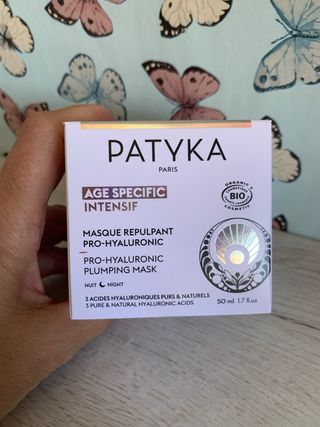 PATYKA
PARIS
AGE SPECIFIC
INTENSIF
MASQUE REPULPANT
PRO-HYALURONIC
PRO-HYALURONIC
PLUMPING MASK
NUIT NIGHT
3 ACIDES HYALURONIQUES PURS & NATURELS
3 PURE & NATURAL HYALURONIC ACIDS
50 ml 1.7 fl.oz
BIO
COSMETIC